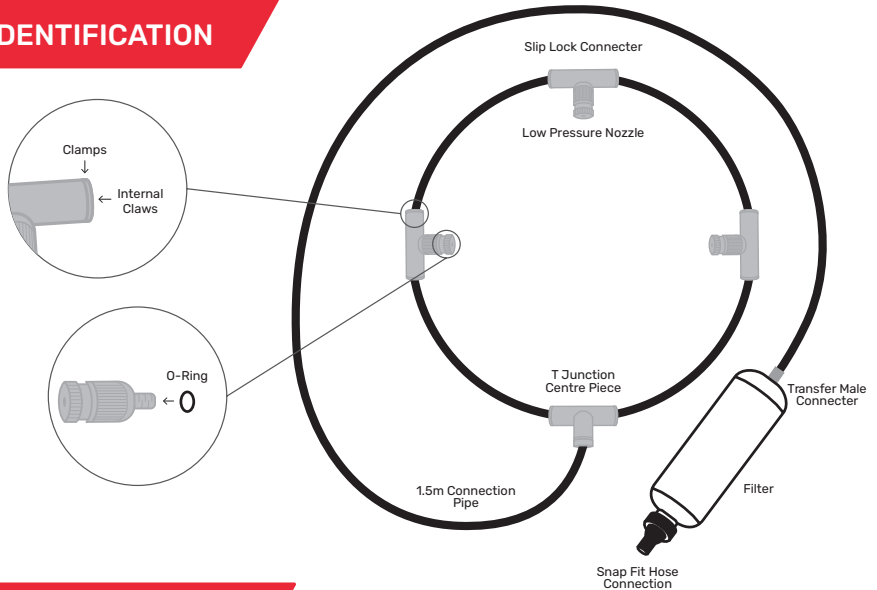 DENTIFICATION
Slip Lock Connecter
Low Pressure Nozzle
Clamps
Internal
Claws
O-Ring
T Junction
Centre Piece
Transfer Male
Connecter
1.5m Connection
Pipe
Filter
Snap Fit Hose
Connection